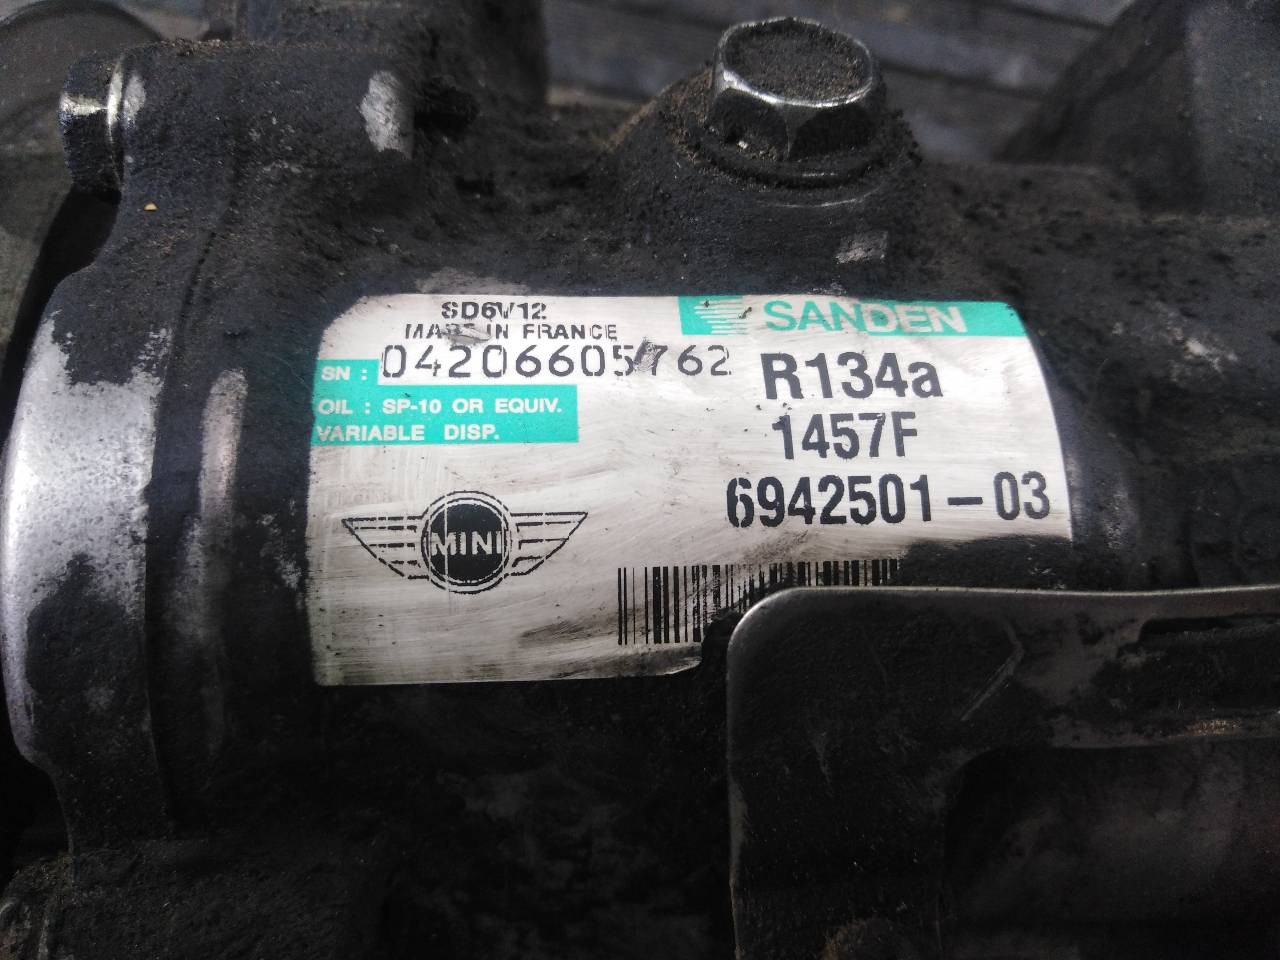 SD6V12
SANDEN
MADE IN FRANCE
SN : 04206605762
R134a
OIL : SP-10 OR EQUIV.
VARIABLE DISP.
1457F
6942501-03
MINI